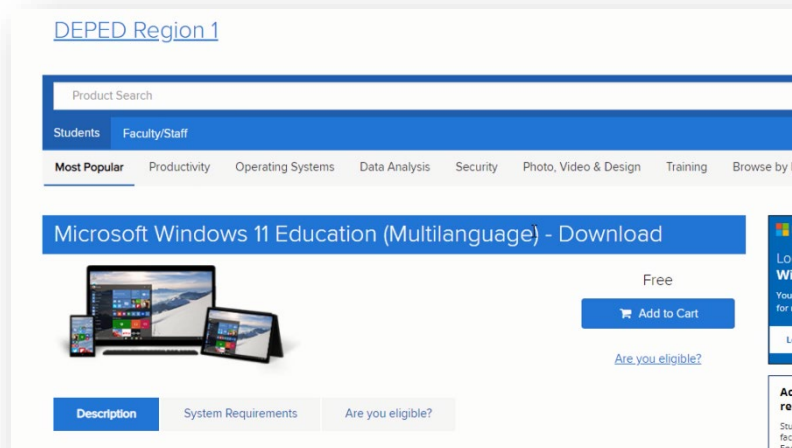 DEPED Region 1
Product Search
Students Faculty/Staff
Most Popular Productivity Operating Systems Data Analysis Security Photo, Video & Design Training Browse by
Microsoft Windows 11 Education (Multilanguage) - Download
Free
Add to Cart
Are you eligible?
Description System Requirements Are you eligible?